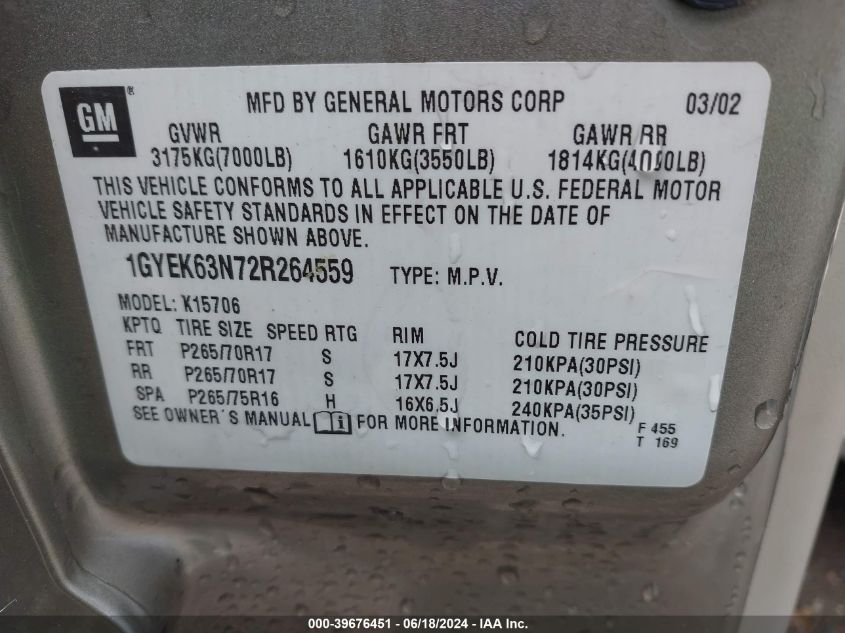 GM ® MFD BY GENERAL MOTORS CORP 03/02
GVWR GAWR FRT GAWR RR
3175KG(7000LB) 1610KG(3550LB) 1814KG(4000LB)
THIS VEHICLE CONFORMS TO ALL APPLICABLE U.S. FEDERAL MOTOR
VEHICLE SAFETY STANDARDS IN EFFECT ON THE DATE OF
MANUFACTURE SHOWN ABOVE.
1GYEK63N72R264559 TYPE: M.P.V.
MODEL: K15706
KPTQ TIRE SIZE SPEED RTG RIM COLD TIRE PRESSURE
FRT P265/70R17 S 17X7.5J 210KPA(30PSI)
RR P265/70R17 S 17X7.5J 210KPA(30PSI)
SPA P265/75R16 H 16X6.5J 240KPA(35PSI)
SEE OWNER'S MANUAL i FOR MORE INFORMATION.
F 455
T 169
000-39676451 - 06/18/2024 - IAA Inc.